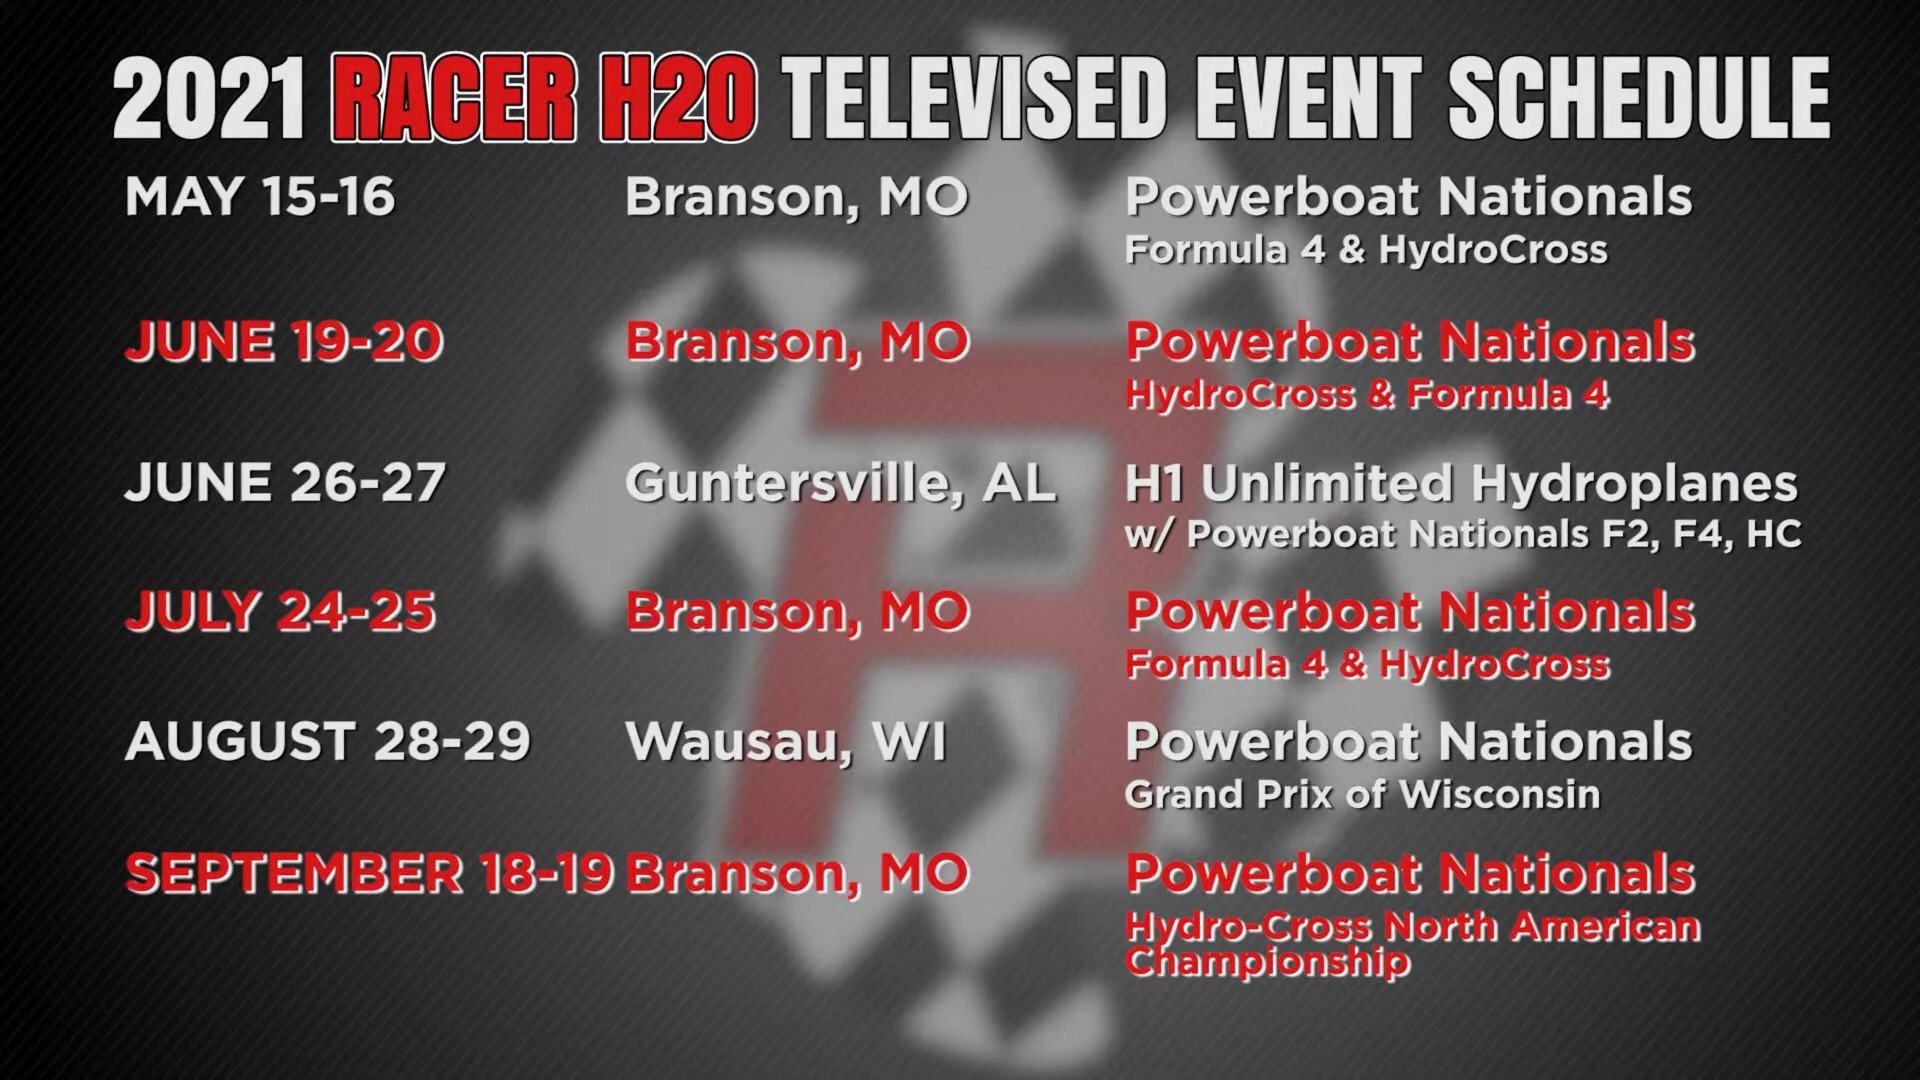 2021 RACER H2O TELEVISED EVENT SCHEDULE
MAY 15-16 Branson, MO Powerboat Nationals
Formula 4 & HydroCross
JUNE 19-20 Branson, MO Powerboat Nationals
HydroCross & Formula 4
JUNE 26-27 Guntersville, AL H1 Unlimited Hydroplanes
w/ Powerboat Nationals F2, F4, HC
JULY 24-25 Branson, MO Powerboat Nationals
Formula 4 & HydroCross
AUGUST 28-29 Wausau, WI Powerboat Nationals
Grand Prix of Wisconsin
SEPTEMBER 18-19 Branson, MO Powerboat Nationals
Hydro-Cross North American
Championship